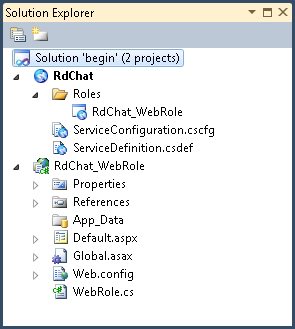 Solution Explorer
Solution 'begin' (2 projects)
RdChat
Roles
RdChat_WebRole
ServiceConfiguration.cscfg
ServiceDefinition.csdef
RdChat_WebRole
Properties
References
App_Data
Default.aspx
Global.asax
Web.config
WebRole.cs